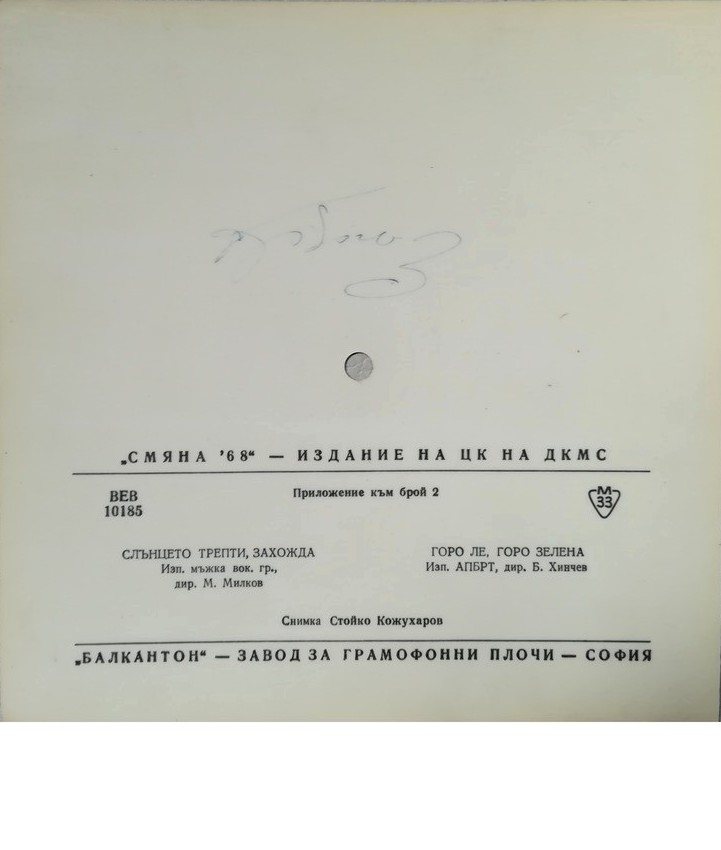 „СМЯНА '68“ — ИЗДАНИЕ НА ЦК НА ДКМС
ВЕВ
10185
Приложение към брой 2
М
33
СЛЪНЦЕТО ТРЕПТИ, ЗАХОЖДА
Изп. мъжка вок. гр.,
дир. М. Милков
ГОРО ЛЕ, ГОРО ЗЕЛЕНА
Изп. АПБРТ, дир. Б. Хинчев
Снимка Стойко Кожухаров
„БАЛКАНТОН“ — ЗАВОД ЗА ГРАМОФОННИ ПЛОЧИ — СОФИЯ